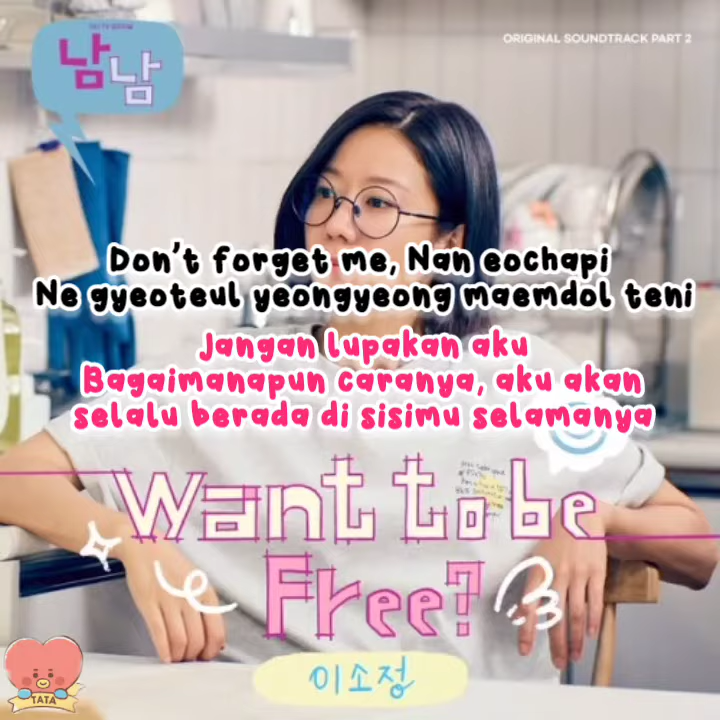 남남
ORIGINAL SOUNDTRACK PART 2
Don't forget me, Nan eochapi
Ne gyeoteul yeongyeong maemdol teni
Jangan lupakan aku
Bagaimanapun caranya, aku akan
selalu berada di sisimu selamanya
Want to be
Free?
이소정
TATA